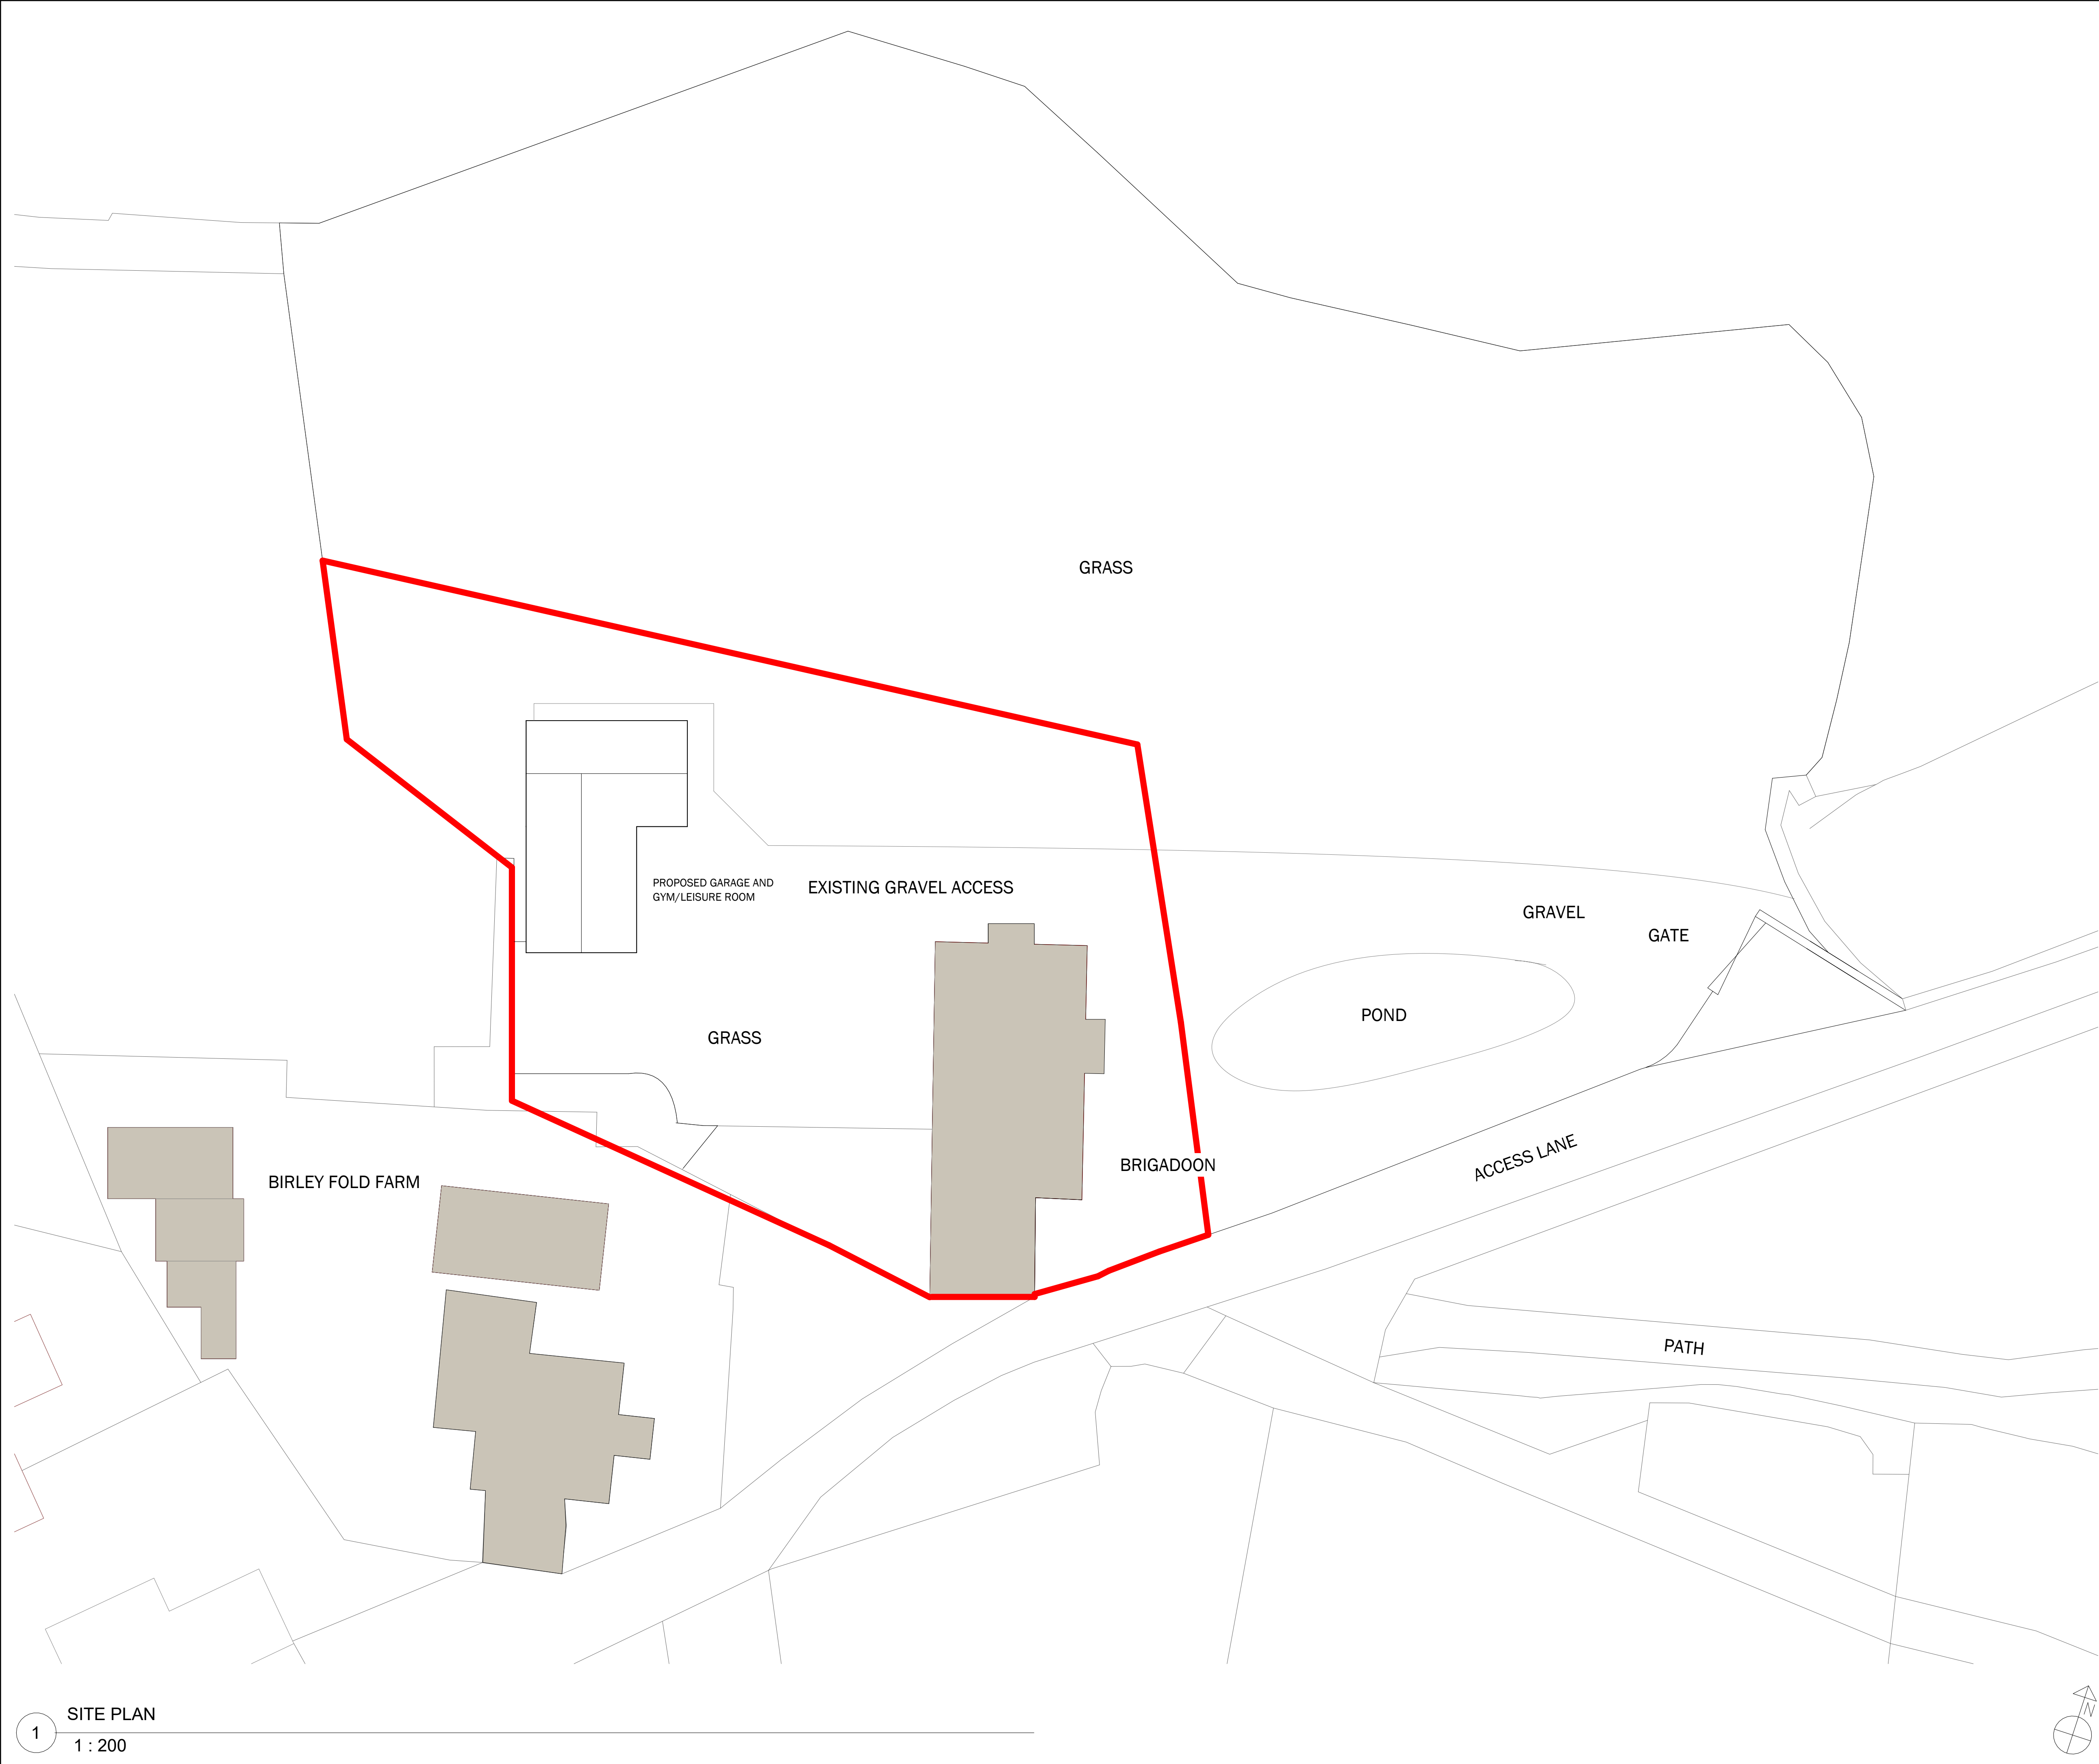 GRASS
PROPOSED GARAGE AND
GYM/LEISURE ROOM
EXISTING GRAVEL ACCESS
GRAVEL
GATE
POND
GRASS
ACCESS LANE
BRIGADOON
BIRLEY FOLD FARM
PATH
N
1
SITE PLAN
1 : 200